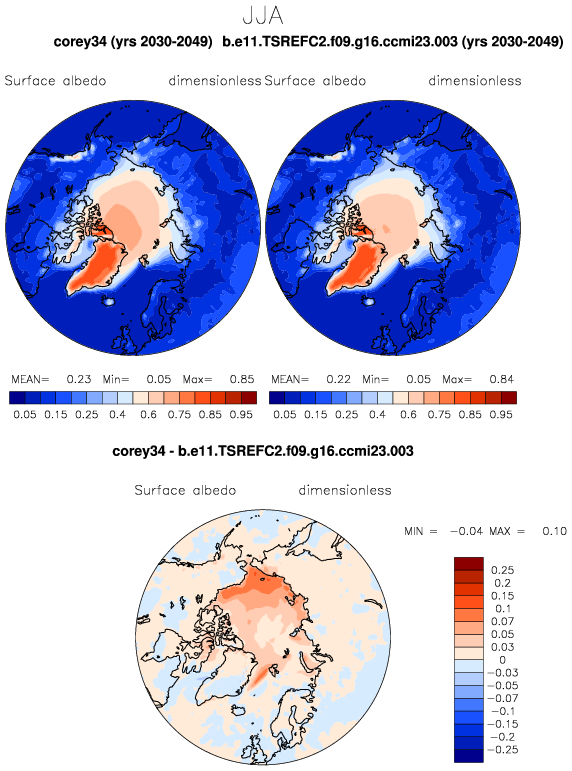 JJA
corey34 (yrs 2030-2049) b.e11.TSREFC2.f09.g16.ccmi23.003 (yrs 2030-2049)
Surface albedo dimensionless Surface albedo dimensionless
MEAN= 0.23 Min= 0.05 Max= 0.85 MEAN= 0.22 Min= 0.05 Max= 0.84
0.05 0.15 0.25 0.4 0.6 0.75 0.85 0.95 0.05 0.15 0.25 0.4 0.6 0.75 0.85 0.95
corey34 - b.e11.TSREFC2.f09.g16.ccmi23.003
Surface albedo dimensionless
MIN = -0.04 MAX = 0.10
0.25
0.2
0.15
0.1
0.07
0.05
0.03
0
-0.03
-0.05
-0.07
-0.1
-0.15
-0.2
-0.25